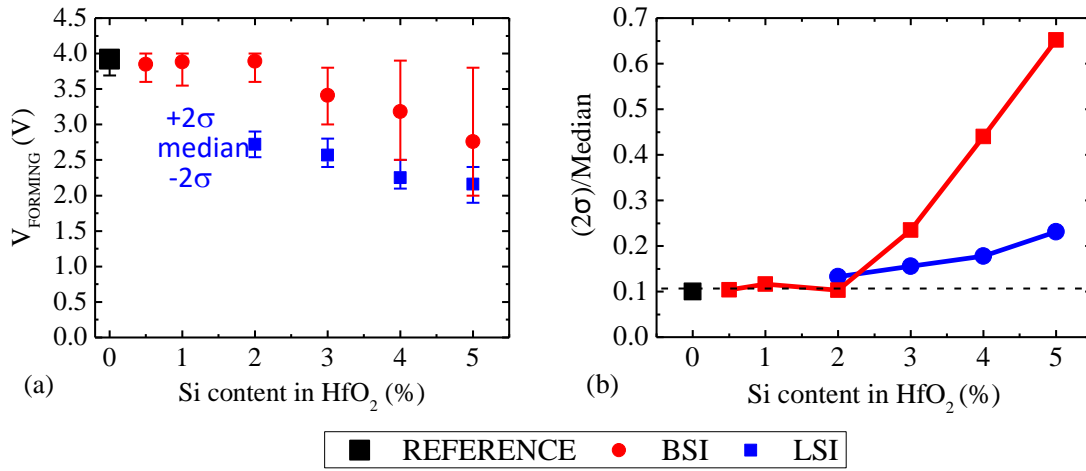 4.5
4.0
3.5
3.0
2.5
2.0
1.5
1.0
0.5
0.0
V_FORMING (V)
+2σ
median
-2σ
0 1 2 3 4 5
Si content in HfO₂ (%)
(a)
0.7
0.6
0.5
0.4
0.3
0.2
0.1
0.0
(2σ)/Median
0 1 2 3 4 5
Si content in HfO₂ (%)
(b)
REFERENCE BSI LSI